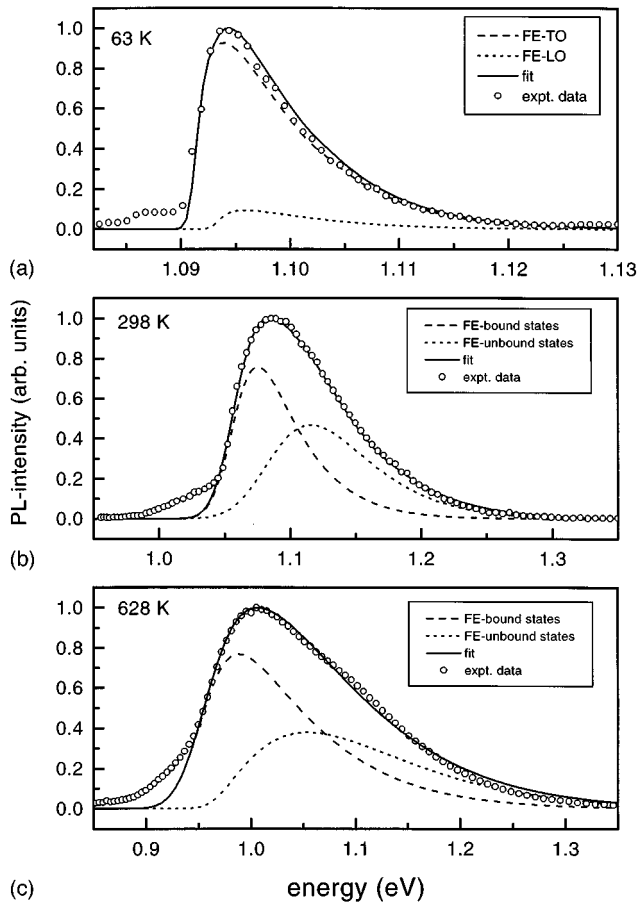 63 K
FE-TO
FE-LO
fit
expt. data
1.0
0.8
0.6
0.4
0.2
0.0
1.09
1.10
1.11
1.12
1.13
(a)
298 K
FE-bound states
FE-unbound states
fit
expt. data
PL-intensity (arb. units)
1.0
0.8
0.6
0.4
0.2
0.0
1.0
1.1
1.2
1.3
(b)
628 K
FE-bound states
FE-unbound states
fit
expt. data
1.0
0.8
0.6
0.4
0.2
0.0
0.9
1.0
1.1
1.2
1.3
(c)
energy (eV)